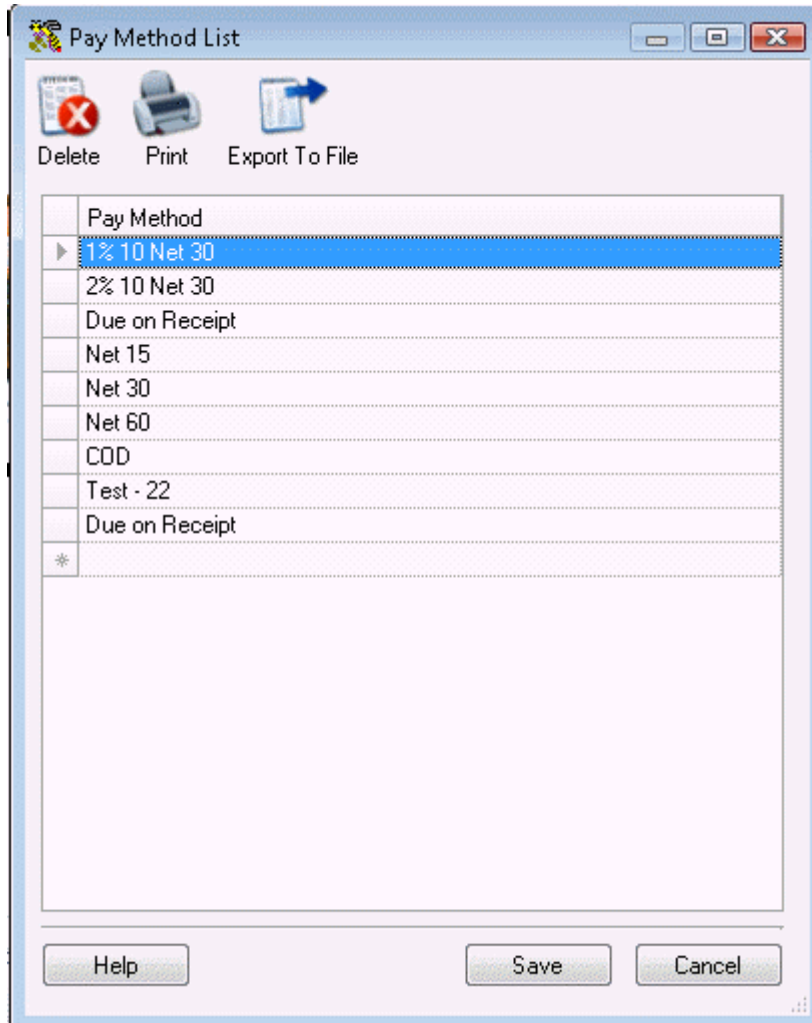 Pay Method List
Delete Print Export To File
Pay Method
1% 10 Net 30
2% 10 Net 30
Due on Receipt
Net 15
Net 30
Net 60
COD
Test - 22
Due on Receipt
Help Save Cancel